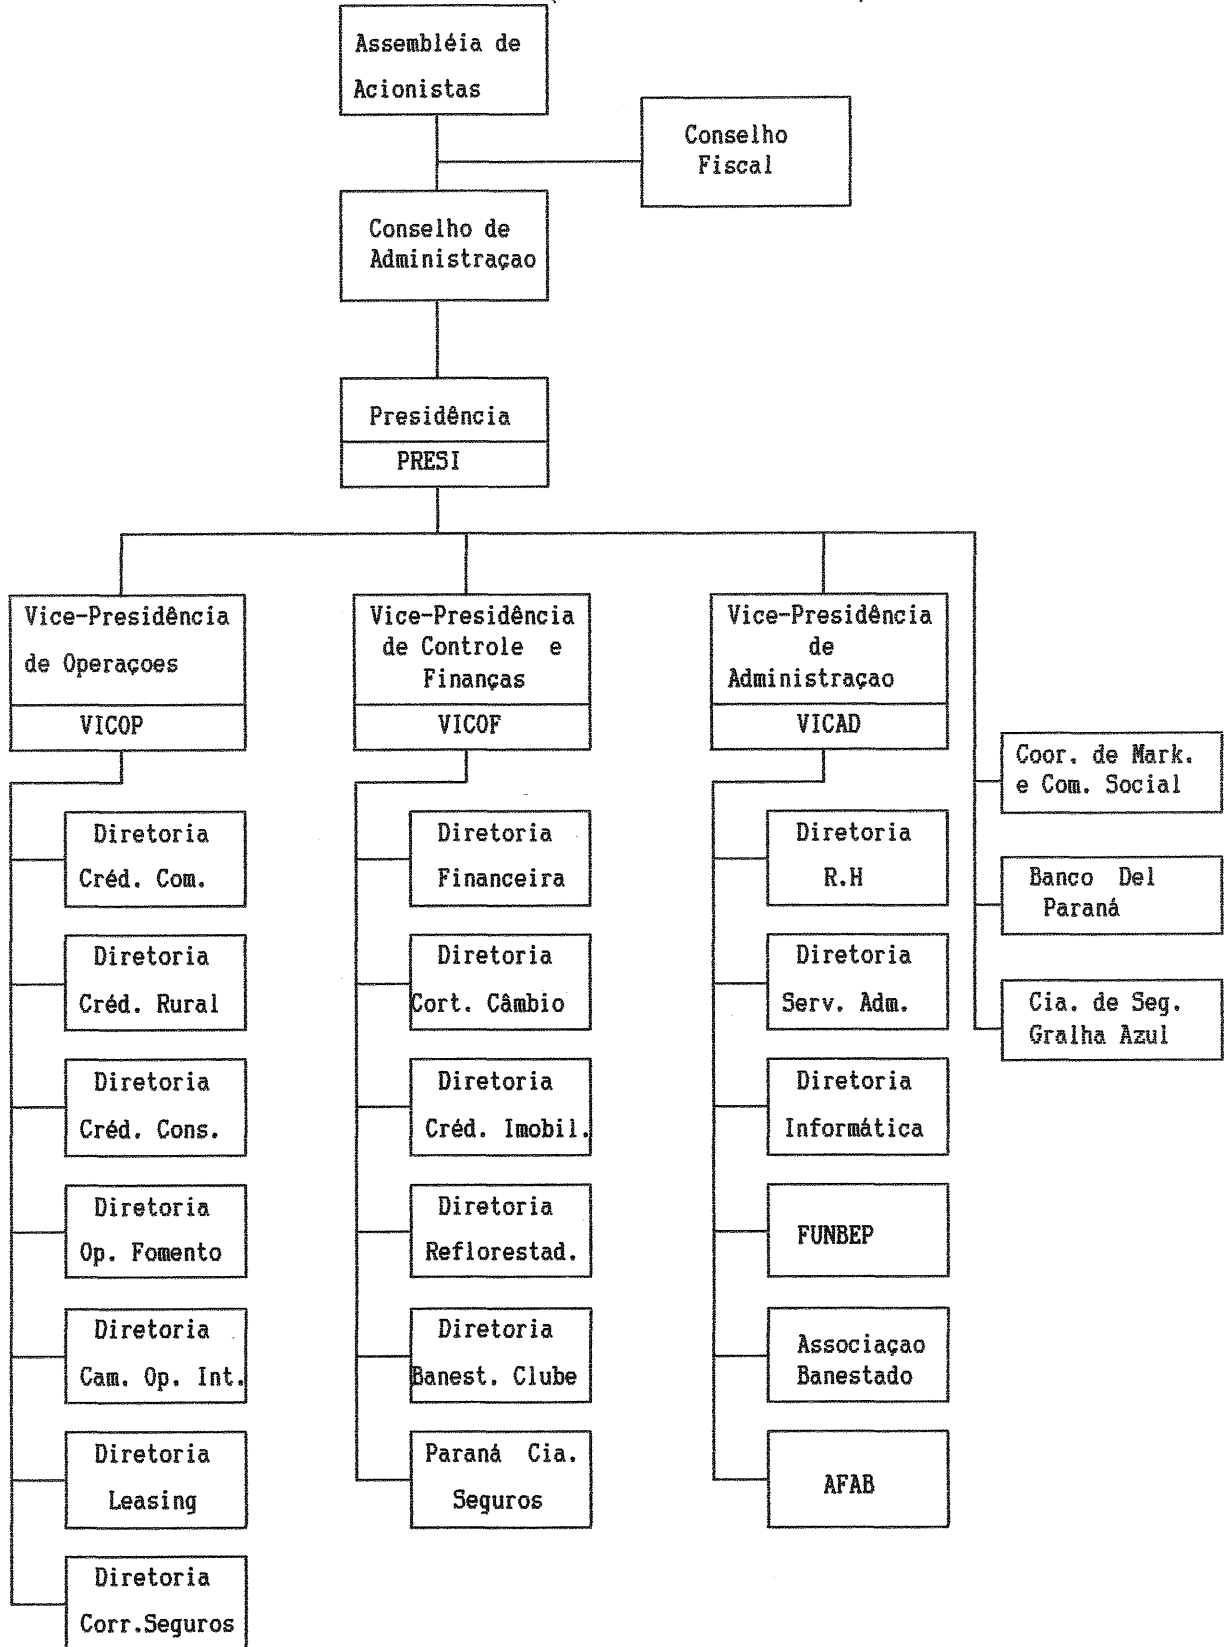 Assembléia de
Acionistas
Conselho
Fiscal
Conselho de
Administraçao
Presidência
PRESI
Vice-Presidência
de Operaçoes
VICOP
Vice-Presidência
de Controle e
Finanças
VICOF
Vice-Presidência
de
Administraçao
VICAD
Coor. de Mark.
e Com. Social
Banco Del
Paraná
Cia. de Seg.
Gralha Azul
Diretoria
Créd. Com.
Diretoria
Créd. Rural
Diretoria
Créd. Cons.
Diretoria
Op. Fomento
Diretoria
Cam. Op. Int.
Diretoria
Leasing
Diretoria
Corr.Seguros
Diretoria
Financeira
Diretoria
Cort. Câmbio
Diretoria
Créd. Imobil.
Diretoria
Reflorestad.
Diretoria
Banest. Clube
Paraná Cia.
Seguros
Diretoria
R.H
Diretoria
Serv. Adm.
Diretoria
Informática
FUNBEP
Associaçao
Banestado
AFAB